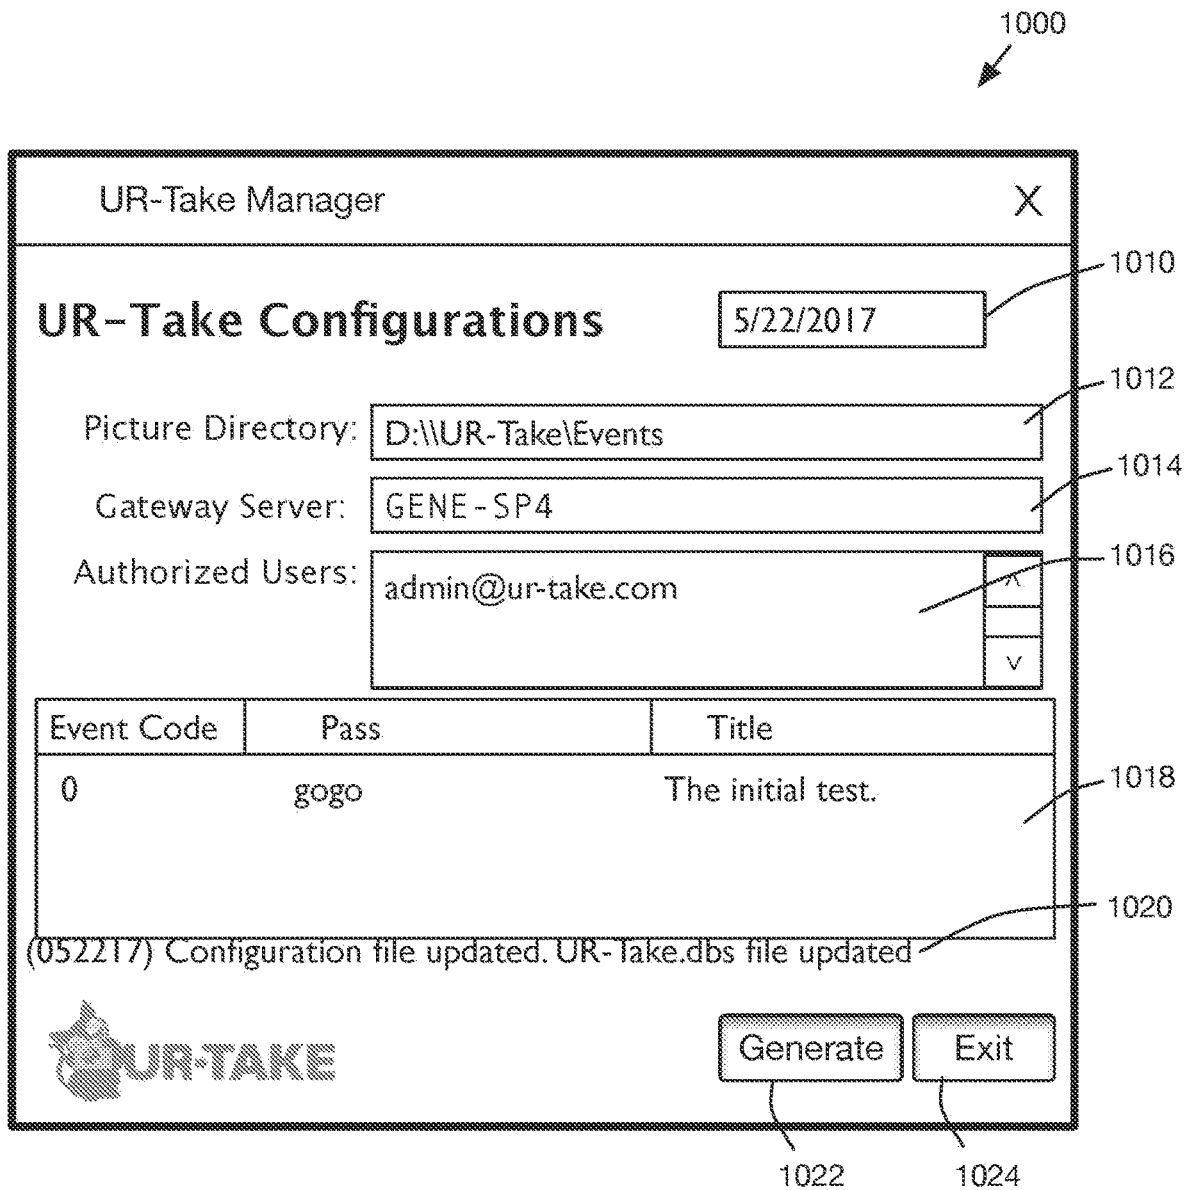 1000
UR-Take Manager X
1010
UR-Take Configurations 5/22/2017
1012
Picture Directory: D:\\UR-Take\Events
1014
Gateway Server: GENE-SP4
1016
Authorized Users: admin@ur-take.com
^
v
Event Code Pass Title
0 gogo The initial test.
1018
1020
(052217) Configuration file updated. UR-Take.dbs file updated
UR-TAKE Generate Exit
1022 1024